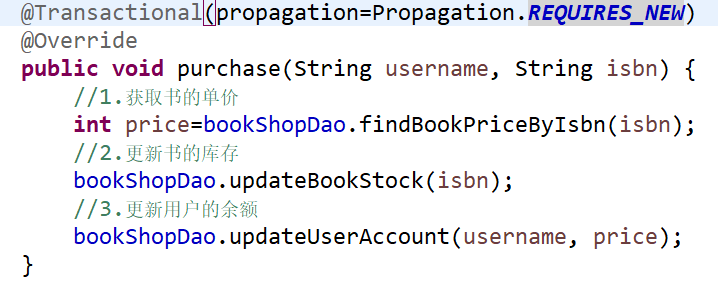 @Transactional(propagation=Propagation.REQUIRES_NEW)
@Override
public void purchase(String username, String isbn) {
//1.获取书的单价
int price=bookShopDao.findBookPriceByIsbn(isbn);
//2.更新书的库存
bookShopDao.updateBookStock(isbn);
//3.更新用户的余额
bookShopDao.updateUserAccount(username, price);
}